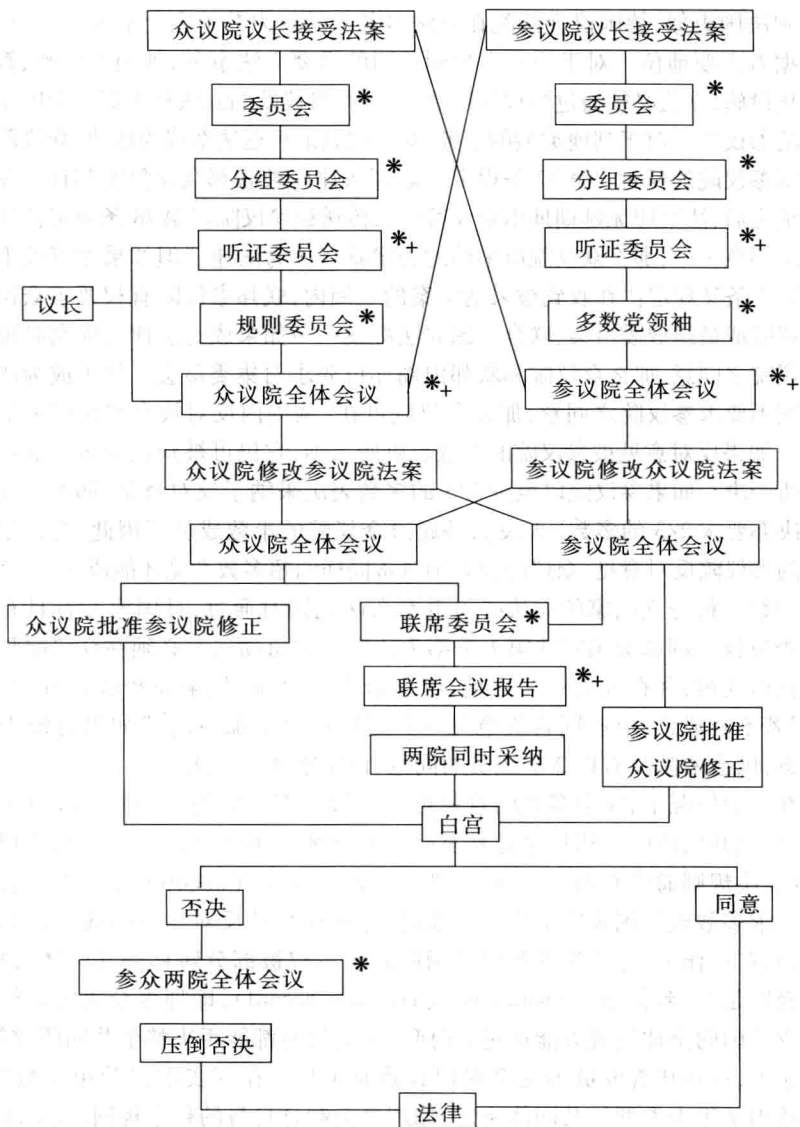 众议院议长接受法案
参议院议长接受法案
委员会 *
委员会 *
分组委员会 *
分组委员会 *
听证委员会 *+
听证委员会 *+
议长
规则委员会 *
多数党领袖 *
众议院全体会议 *+
参议院全体会议 *+
众议院修改参议院法案
参议院修改众议院法案
众议院全体会议
参议院全体会议
众议院批准参议院修正
联席委员会 *
联席会议报告 *+
两院同时采纳
参议院批准
众议院修正
白宫
否决
同意
参众两院全体会议 *
压倒否决
法律